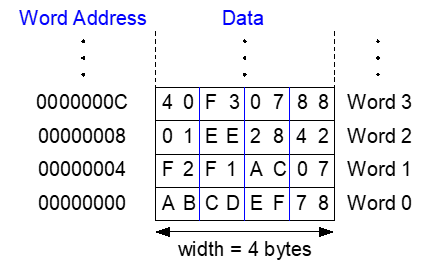 Word Address Data
0000000C 4 0 F 3 0 7 8 8 Word 3
00000008 0 1 E E 2 8 4 2 Word 2
00000004 F 2 F 1 A C 0 7 Word 1
00000000 A B C D E F 7 8 Word 0
width = 4 bytes